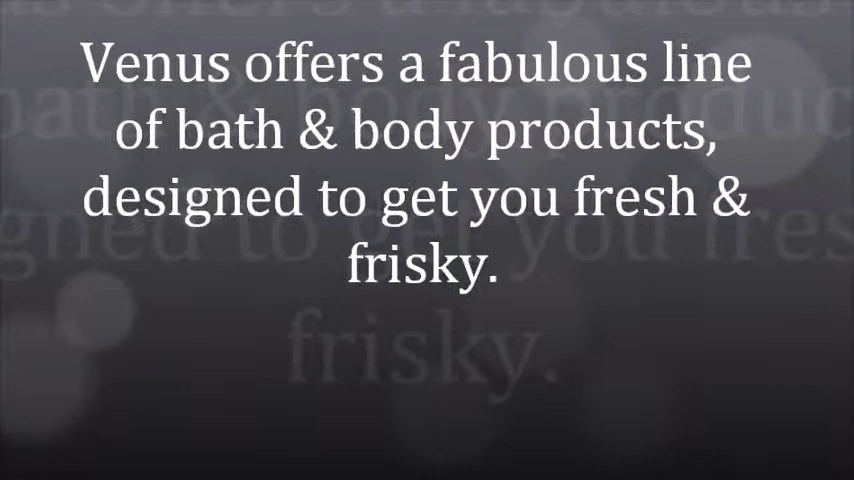 Venus offers a fabulous line
of bath & body products,
designed to get you fresh &
frisky.